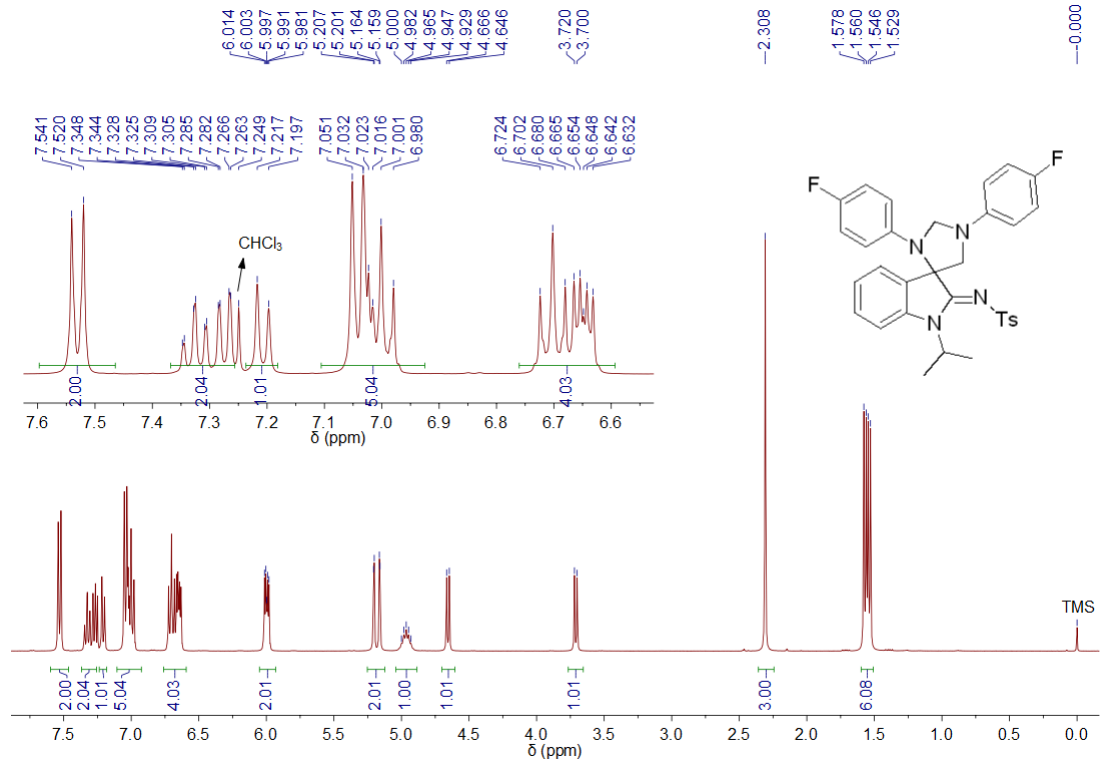 6.014 6.003 5.997 5.991 5.981 5.207 5.201 5.164 5.159 5.000 4.982 4.965 4.947 4.929 4.666 4.646 3.720 3.700 2.308 1.578 1.560 1.546 1.529 -0.000
7.541 7.520 7.348 7.344 7.328 7.325 7.309 7.305 7.285 7.282 7.266 7.263 7.249 7.217 7.197 7.051 7.032 7.023 7.016 7.001 6.980 6.724 6.702 6.680 6.665 6.654 6.648 6.642 6.632
F
F
N
N
CHCl3
N
Ts
N
2.00 2.04 1.01 5.04 4.03
7.6 7.5 7.4 7.3 7.2 7.1 7.0 6.9 6.8 6.7 6.6
δ (ppm)
TMS
2.00 2.04 1.01 5.04 4.03 2.01 2.01 1.00 1.01 1.01 3.00 6.08
7.5 7.0 6.5 6.0 5.5 5.0 4.5 4.0 3.5 3.0 2.5 2.0 1.5 1.0 0.5 0.0
δ (ppm)